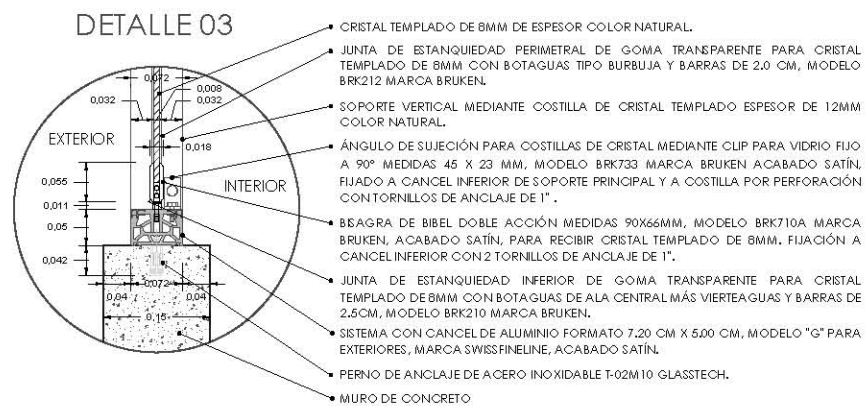 DETALLE 03
0,072
0,008
0,032
0,032
EXTERIOR
0,018
INTERIOR
0,055
0,011
0,05
0,042
0,072
0,04
0,04
0,15
CRISTAL TEMPLADO DE 8MM DE ESPESOR COLOR NATURAL.
JUNTA DE ESTANQUIEDAD PERIMETRAL DE GOMA TRANSPARENTE PARA CRISTAL
TEMPLADO DE 8MM CON BOTAGUAS TIPO BURBUJA Y BARRAS DE 2.0 CM, MODELO
BRK212 MARCA BRUKEN.
SOPORTE VERTICAL MEDIANTE COSTILLA DE CRISTAL TEMPLADO ESPESOR DE 12MM
COLOR NATURAL.
ÁNGULO DE SUJECIÓN PARA COSTILLAS DE CRISTAL MEDIANTE CLIP PARA VIDRIO FIJO
A 90° MEDIDAS 45 X 23 MM, MODELO BRK733 MARCA BRUKEN ACABADO SATÍN,
FIJADO A CANCEL INFERIOR DE SOPORTE PRINCIPAL Y A COSTILLA POR PERFORACIÓN
CON TORNILLOS DE ANCLAJE DE 1" .
BISAGRA DE BIBEL DOBLE ACCIÓN MEDIDAS 90X66MM, MODELO BRK710A MARCA
BRUKEN, ACABADO SATÍN, PARA RECIBIR CRISTAL TEMPLADO DE 8MM. FIJACIÓN A
CANCEL INFERIOR CON 2 TORNILLOS DE ANCLAJE DE 1".
JUNTA DE ESTANQUIEDAD INFERIOR DE GOMA TRANSPARENTE PARA CRISTAL
TEMPLADO DE 8MM CON BOTAGUAS DE ALA CENTRAL MÁS VIERTEAGUAS Y BARRAS DE
2.5CM, MODELO BRK210 MARCA BRUKEN.
SISTEMA CON CANCEL DE ALUMINIO FORMATO 7.20 CM X 5.00 CM, MODELO "G" PARA
EXTERIORES, MARCA SWISSFINELINE, ACABADO SATÍN.
PERNO DE ANCLAJE DE ACERO INOXIDABLE T-02M10 GLASSTECH.
MURO DE CONCRETO